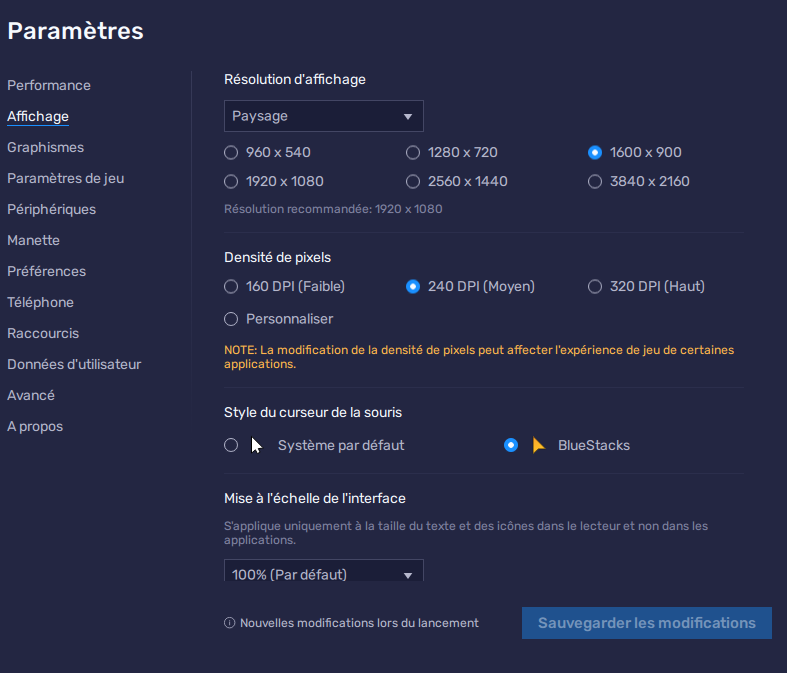 Paramètres
Performance
Affichage
Graphismes
Paramètres de jeu
Périphériques
Manette
Préférences
Téléphone
Raccourcis
Données d'utilisateur
Avancé
A propos
Résolution d'affichage
Paysage
960 x 540
1280 x 720
1600 x 900
1920 x 1080
2560 x 1440
3840 x 2160
Résolution recommandée: 1920 x 1080
Densité de pixels
160 DPI (Faible)
240 DPI (Moyen)
320 DPI (Haut)
Personnaliser
NOTE: La modification de la densité de pixels peut affecter l'expérience de jeu de certaines
applications.
Style du curseur de la souris
Système par défaut
BlueStacks
Mise à l'échelle de l'interface
S'applique uniquement à la taille du texte et des icônes dans le lecteur et non dans les
applications.
100% (Par défaut)
Nouvelles modifications lors du lancement
Sauvegarder les modifications